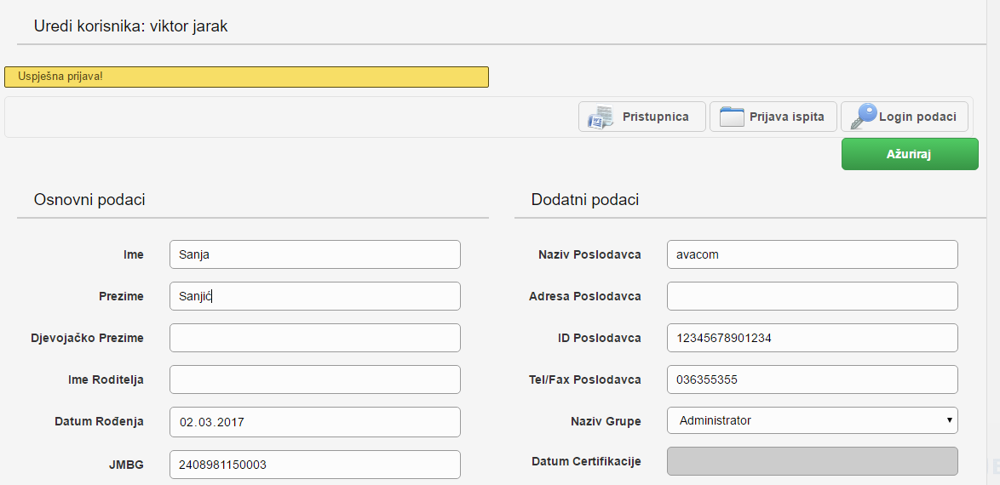 Uredi korisnika: viktor jarak
Uspješna prijava!
Pristupnica
Prijava ispita
Login podaci
Ažuriraj
Osnovni podaci
Ime Sanja
Prezime Sanjić
Djevojačko Prezime
Ime Roditelja
Datum Rođenja 02.03.2017
JMBG 2408981150003
Dodatni podaci
Naziv Poslodavca avacom
Adresa Poslodavca
ID Poslodavca 12345678901234
Tel/Fax Poslodavca 036355355
Naziv Grupe Administrator
Datum Certifikacije